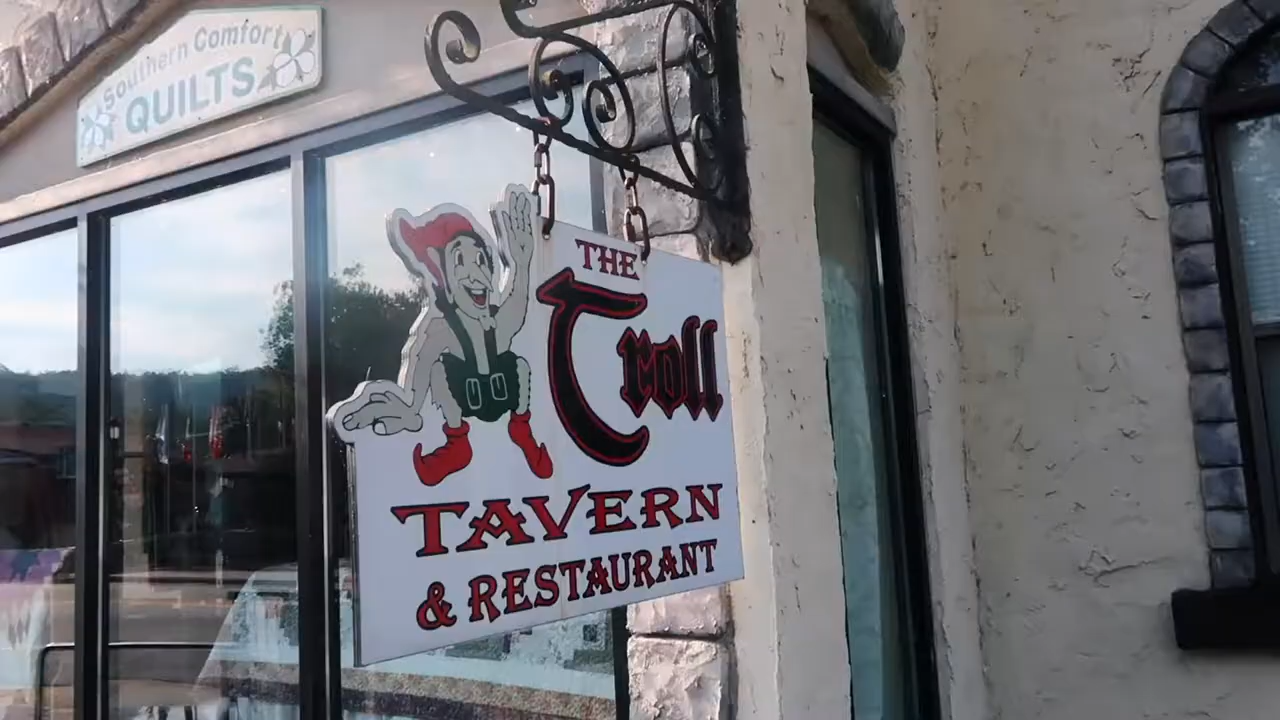 Southern Comfort
QUILTS
THE
Troll
TAVERN
& RESTAURANT